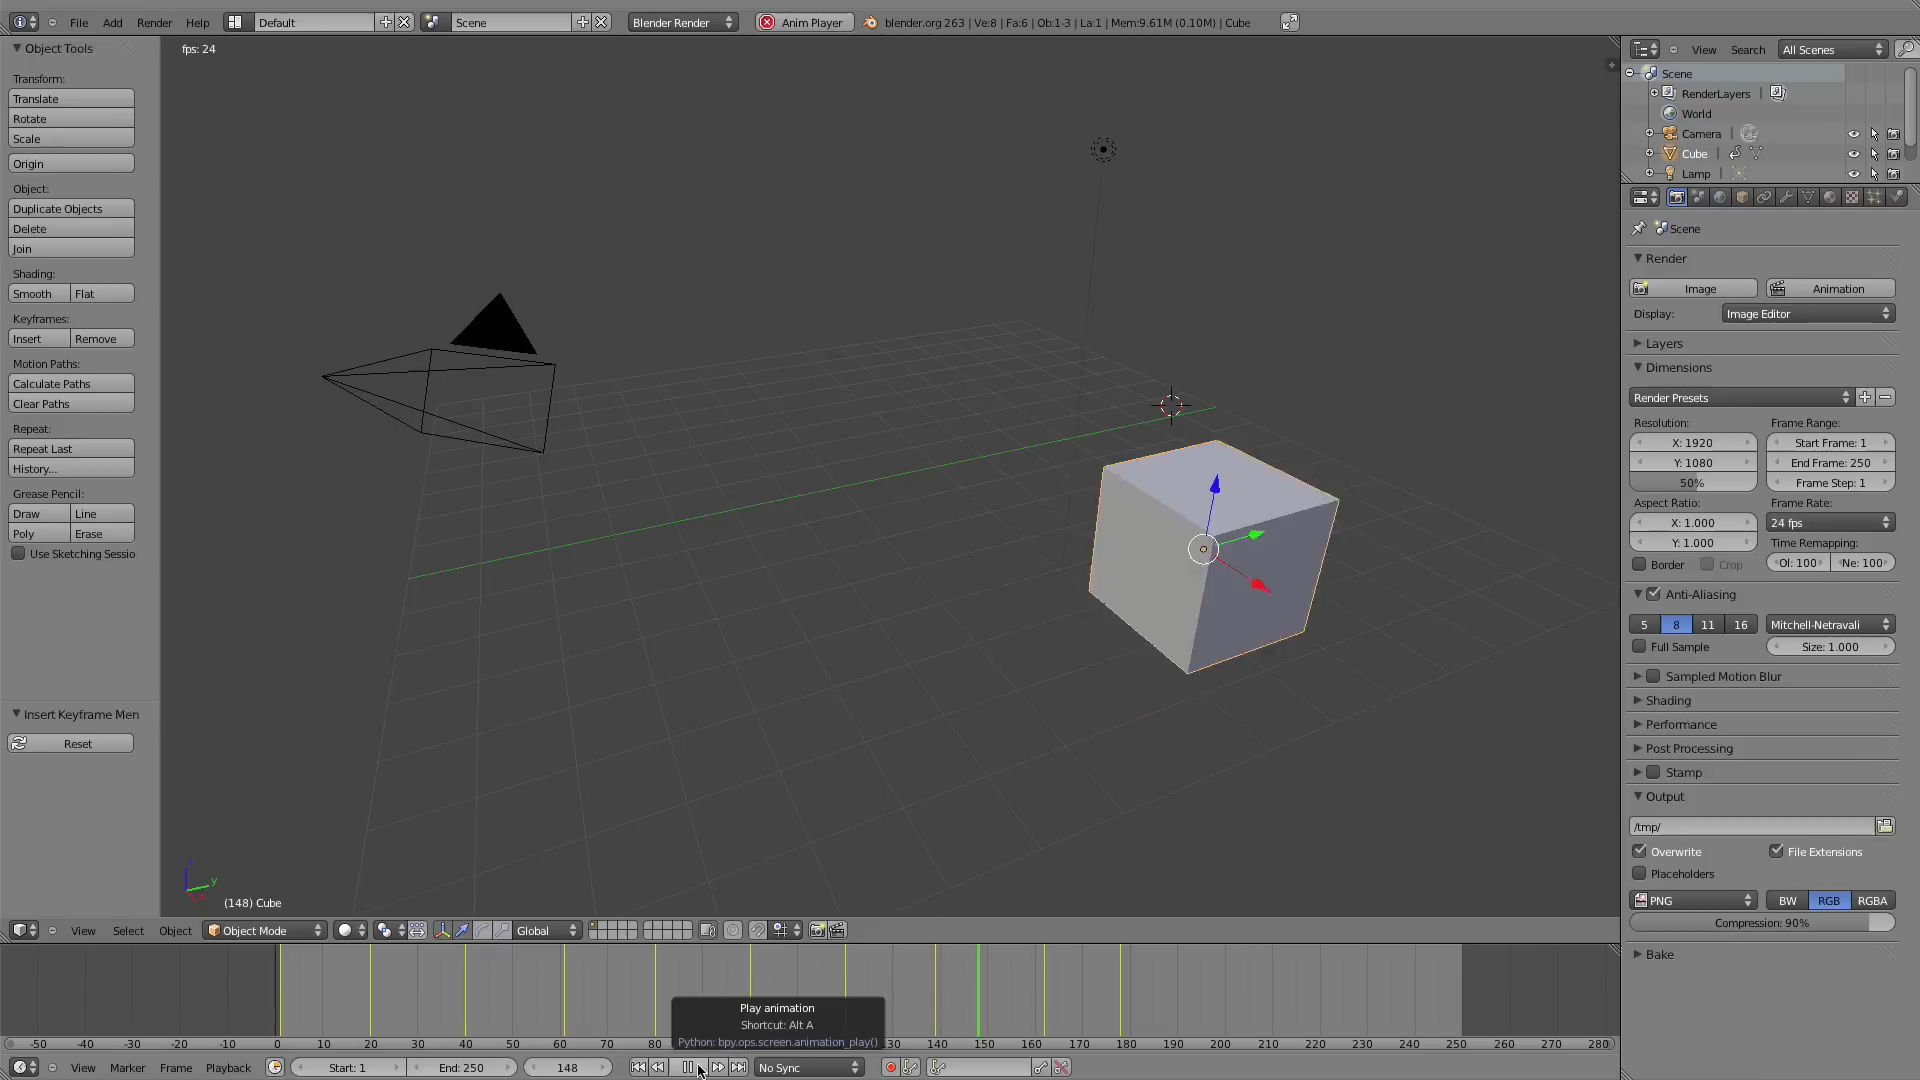 File Add Render Help Default Scene Blender Render Anim Player blender.org 263 | Ve:8 | Fa:6 | Ob:1-3 | La:1 | Mem:9.61M (0.10M) | Cube
Object Tools
Transform:
Translate
Rotate
Scale
Origin
Object:
Duplicate Objects
Delete
Join
Shading:
Smooth Flat
Keyframes:
Insert Remove
Motion Paths:
Calculate Paths
Clear Paths
Repeat:
Repeat Last
History...
Grease Pencil:
Draw Line
Poly Erase
Use Sketching Sessio
Insert Keyframe Men
Reset
fps: 24
y
(148) Cube
View Select Object Object Mode Global
Play animation
Shortcut: Alt A
Python: bpy.ops.screen.animation_play()
-50 -40 -30 -20 -10 0 10 20 30 40 50 60 70 80 130 140 150 160 170 180 190 200 210 220 230 240 250 260 270 280
View Marker Frame Playback Start: 1 End: 250 148 No Sync
View Search All Scenes
Scene
RenderLayers |
World
Camera |
Cube |
Lamp |
Scene
Render
Image Animation
Display: Image Editor
Layers
Dimensions
Render Presets
Resolution: Frame Range:
X: 1920 Start Frame: 1
Y: 1080 End Frame: 250
50% Frame Step: 1
Aspect Ratio: Frame Rate:
X: 1.000 24 fps
Y: 1.000 Time Remapping:
Border Crop Ol: 100 Ne: 100
Anti-Aliasing
5 8 11 16 Mitchell-Netravali
Full Sample Size: 1.000
Sampled Motion Blur
Shading
Performance
Post Processing
Stamp
Output
/tmp/
Overwrite File Extensions
Placeholders
PNG BW RGB RGBA
Compression: 90%
Bake